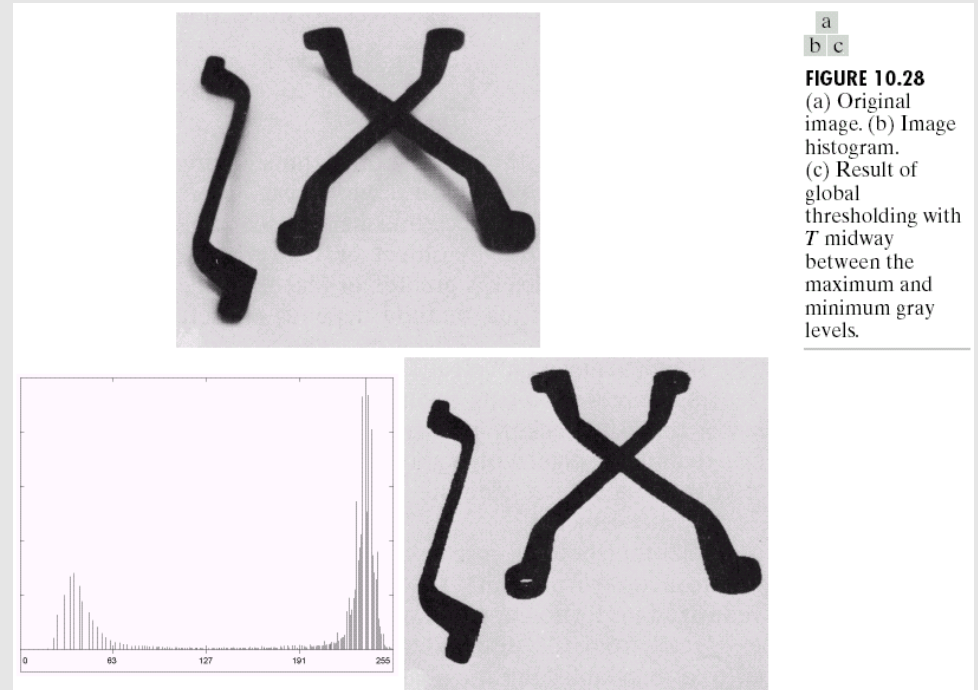 a
b c
FIGURE 10.28
(a) Original
image. (b) Image
histogram.
(c) Result of
global
thresholding with
T midway
between the
maximum and
minimum gray
levels.
0 63 127 191 255